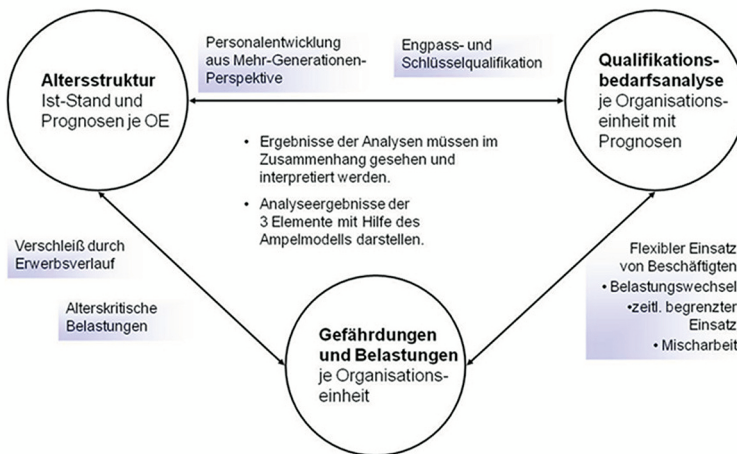 Altersstruktur
Ist-Stand und
Prognosen je OE
Personalentwicklung
aus Mehr-Generationen-
Perspektive
Engpass- und
Schlüsselqualifikation
Qualifikations-
bedarfsanalyse
je Organisations-
einheit mit
Prognosen
• Ergebnisse der Analysen müssen im
Zusammenhang gesehen und
interpretiert werden.
• Analyseergebnisse der
3 Elemente mit Hilfe des
Ampelmodells darstellen.
Verschleiß durch
Erwerbsverlauf
Alterskritische
Belastungen
Gefährdungen
und Belastungen
je Organisations-
einheit
Flexibler Einsatz
von Beschäftigten
• Belastungswechsel
•zeitl. begrenzter
Einsatz
• Mischarbeit